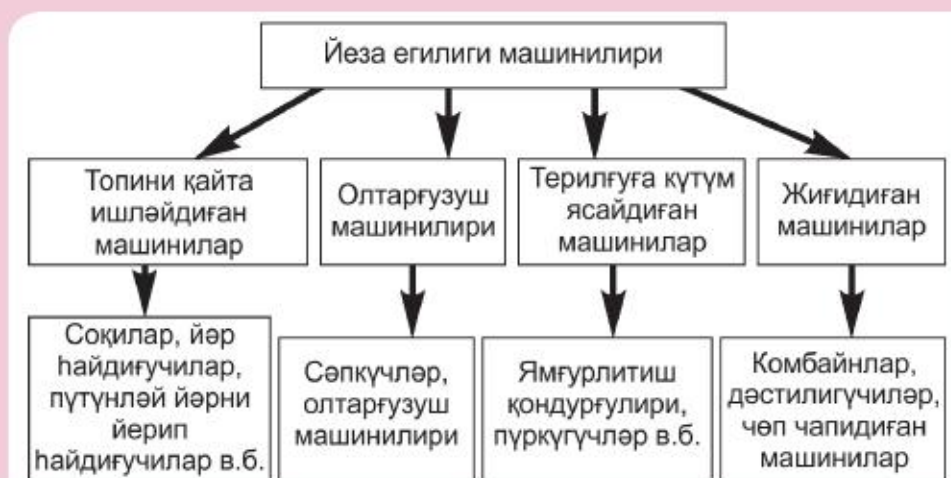 Йеза егилиги машинилири
Топини қайта
ишләйдиған
машинилар
Олтарғузуш
машинилири
Терилғуға күтүм
ясайдиған
машинилар
Жиғидиған
машинилар
Соқилар, йәр
һайдиғучилар,
пүтүнләй йәрни
йерип
һайдиғучилар в.б.
Сәпкүчләр,
олтарғузуш
машинилири
Ямғурлитиш
қондурғулири,
пүркүгүчләр в.б.
Комбайнлар,
дәстилигүчиләр,
чөп чапидиған
машинилар